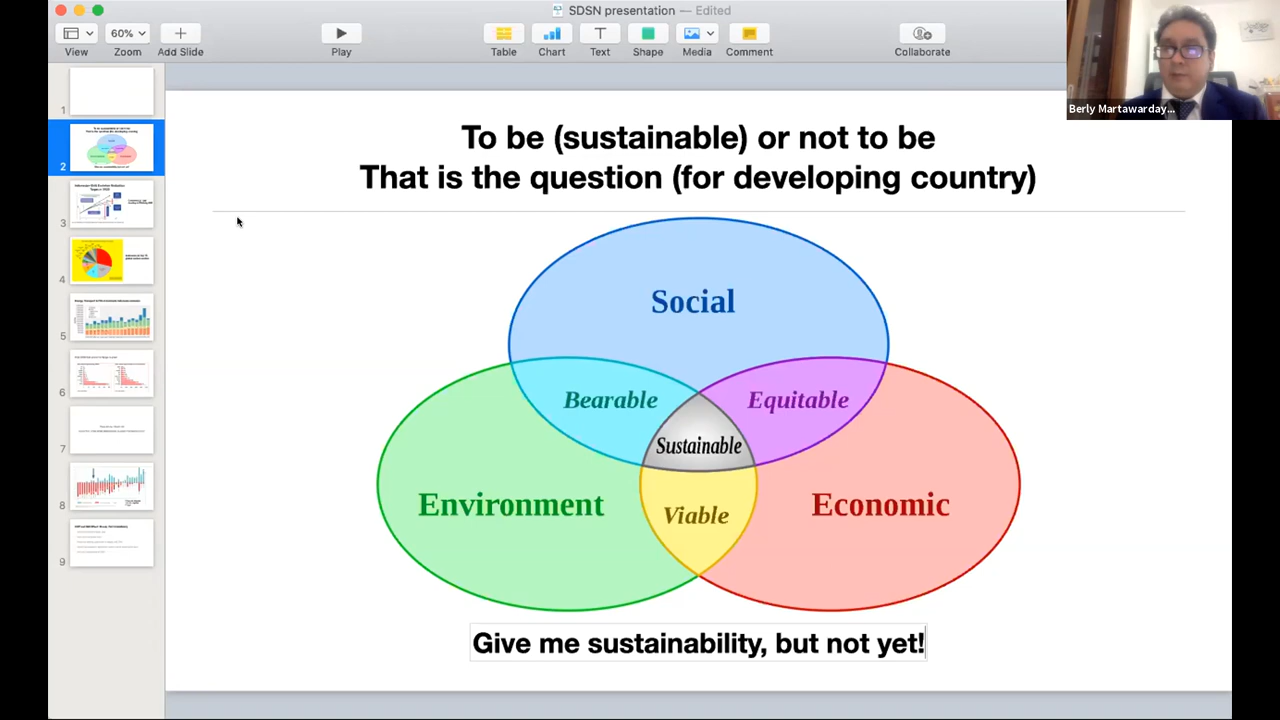 SDSN presentation — Edited
60%
View
Zoom
Add Slide
Play
Table
Chart
Text
Shape
Media
Comment
Collaborate
Berly Martawarday...
1
2
3
4
5
6
7
8
9
To be (sustainable) or not to be
That is the question (for developing country)
Social
Bearable
Equitable
Sustainable
Environment
Economic
Viable
Give me sustainability, but not yet!